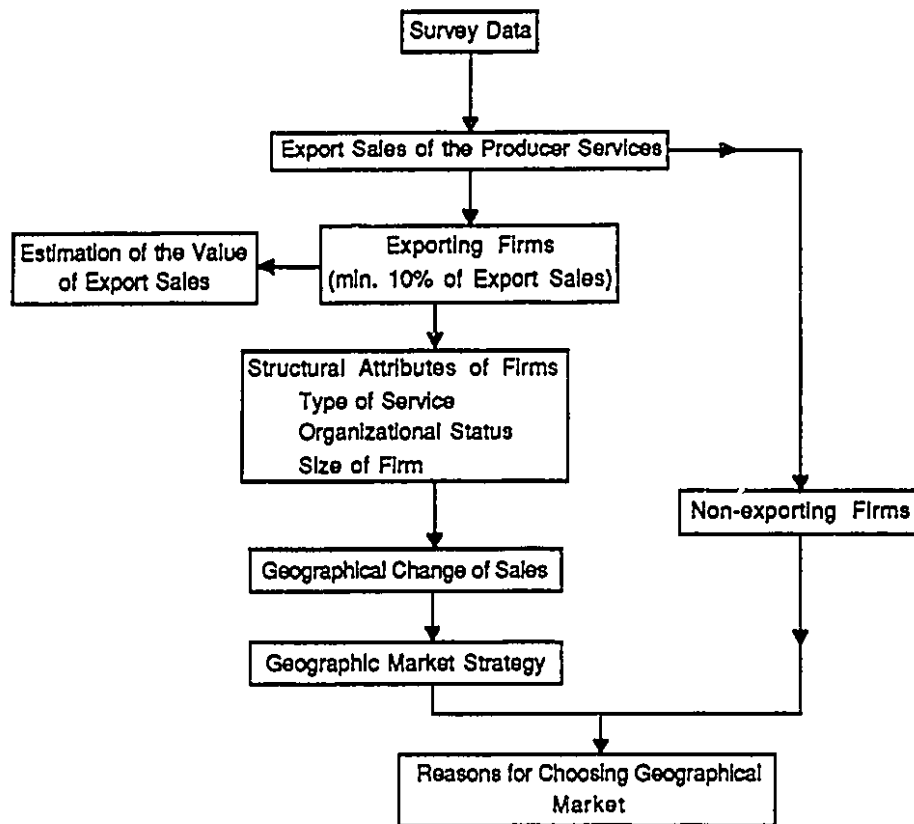 Survey Data
Export Sales of the Producer Services
Exporting Firms
(min. 10% of Export Sales)
Estimation of the Value
of Export Sales
Structural Attributes of Firms
Type of Service
Organizational Status
Size of Firm
Non-exporting Firms
Geographical Change of Sales
Geographic Market Strategy
Reasons for Choosing Geographical
Market